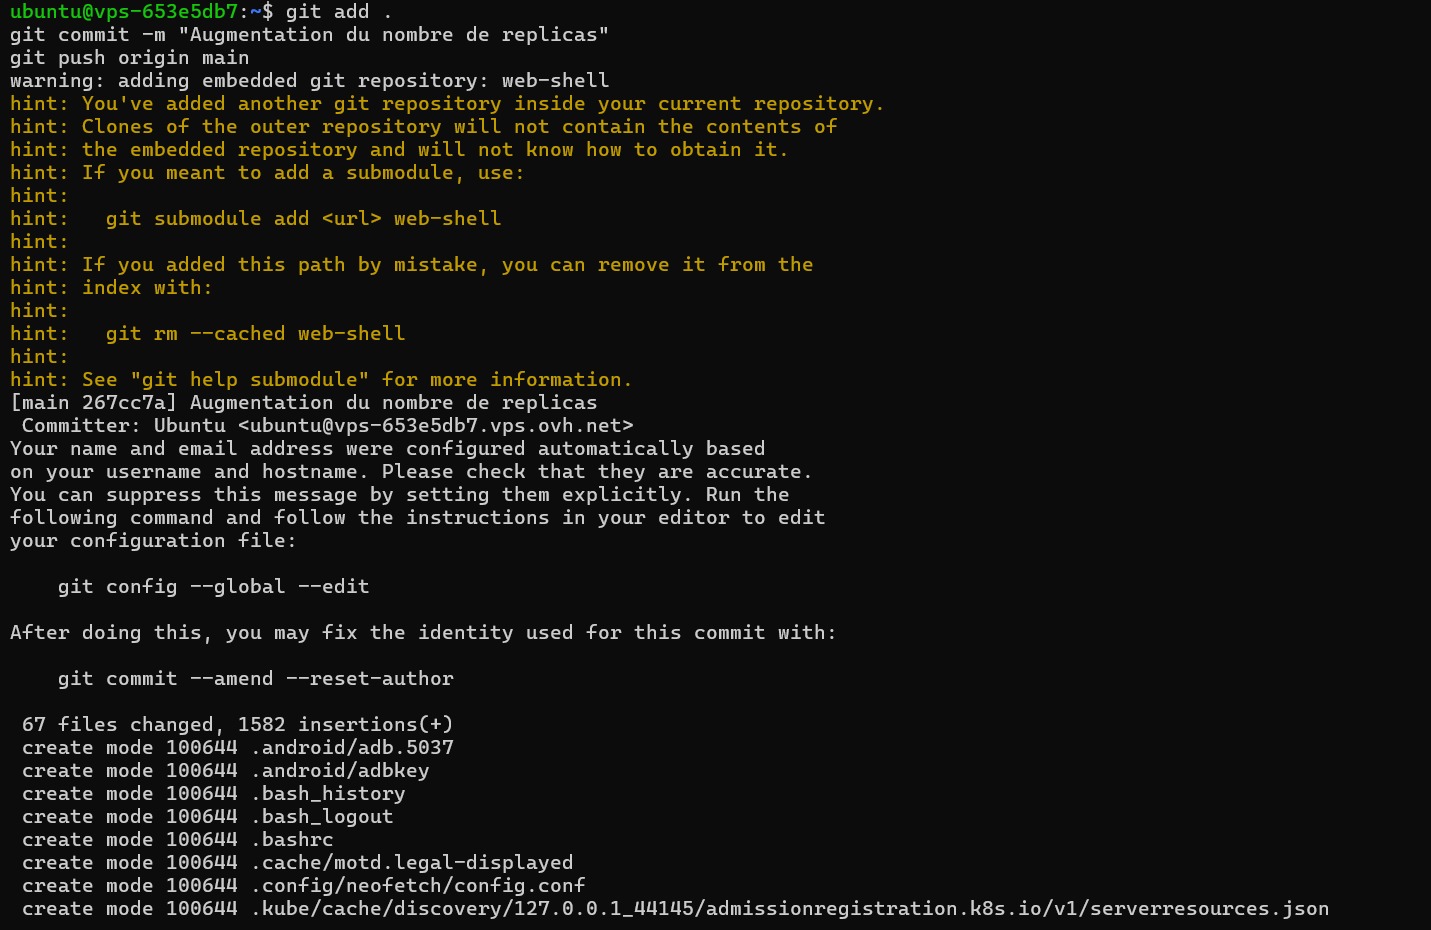 ubuntu@vps-653e5db7:~$ git add .
git commit -m "Augmentation du nombre de replicas"
git push origin main
warning: adding embedded git repository: web-shell
hint: You've added another git repository inside your current repository.
hint: Clones of the outer repository will not contain the contents of
hint: the embedded repository and will not know how to obtain it.
hint: If you meant to add a submodule, use:
hint:
hint:   git submodule add <url> web-shell
hint:
hint: If you added this path by mistake, you can remove it from the
hint: index with:
hint:
hint:   git rm --cached web-shell
hint:
hint: See "git help submodule" for more information.
[main 267cc7a] Augmentation du nombre de replicas
 Committer: Ubuntu <ubuntu@vps-653e5db7.vps.ovh.net>
Your name and email address were configured automatically based
on your username and hostname. Please check that they are accurate.
You can suppress this message by setting them explicitly. Run the
following command and follow the instructions in your editor to edit
your configuration file:

    git config --global --edit

After doing this, you may fix the identity used for this commit with:

    git commit --amend --reset-author

 67 files changed, 1582 insertions(+)
 create mode 100644 .android/adb.5037
 create mode 100644 .android/adbkey
 create mode 100644 .bash_history
 create mode 100644 .bash_logout
 create mode 100644 .bashrc
 create mode 100644 .cache/motd.legal-displayed
 create mode 100644 .config/neofetch/config.conf
 create mode 100644 .kube/cache/discovery/127.0.0.1_44145/admissionregistration.k8s.io/v1/serverresources.json